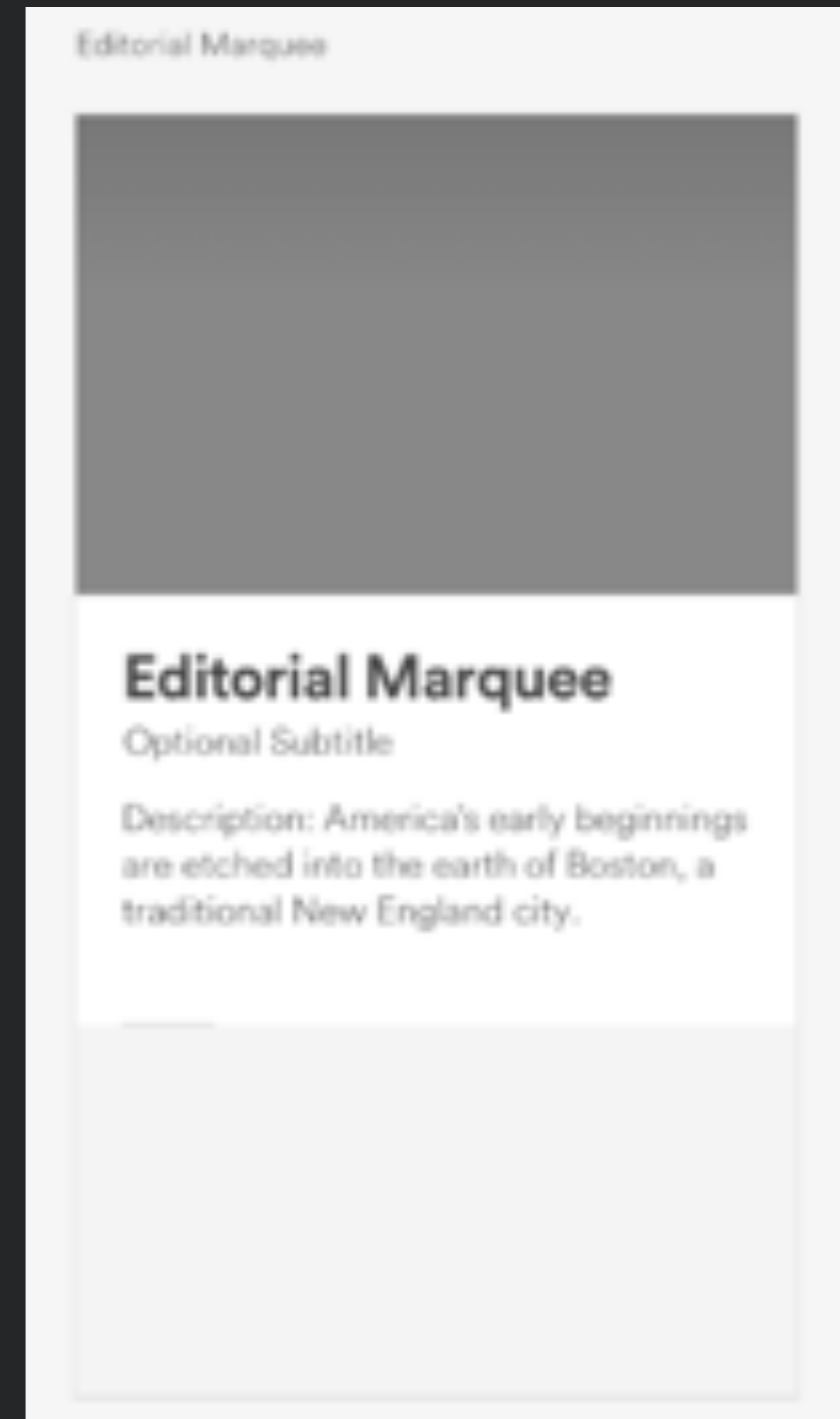 Editorial Marquee
Editorial Marquee
Optional Subtitle
Description: America's early beginnings
are etched into the earth of Boston, a
traditional New England city.